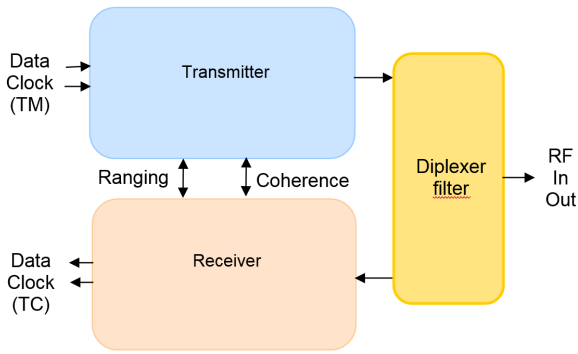 Data
Clock
(TM)
Transmitter
Ranging
Coherence
Diplexer
filter
RF
In
Out
Data
Clock
(TC)
Receiver